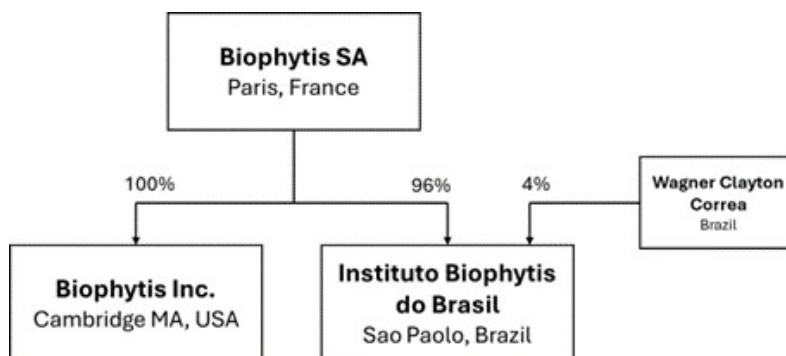 Biophytis SA
Paris, France
100%
96%
4%
Wagner Clayton
Correa
Brazil
Biophytis Inc.
Cambridge MA, USA
Instituto Biophytis
do Brasil
Sao Paolo, Brazil